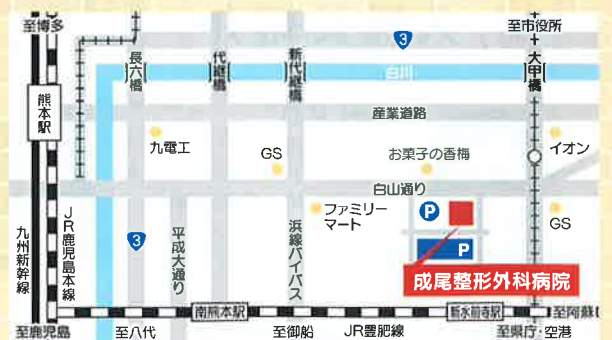 至博多
3
至市役所
長六橋
代継橋
新代継橋
白川
大甲橋
熊本駅
産業道路
九電工
GS
お菓子の香梅
イオン
白山通り
ファミリー
マート
P
GS
九州新幹線
JR鹿児島本線
3
平成大通り
浜線バイパス
P
成尾整形外科病院
南熊本駅
新水前寺駅
至阿蘇
至鹿児島
至八代
至御船
JR豊肥線
至県庁・空港